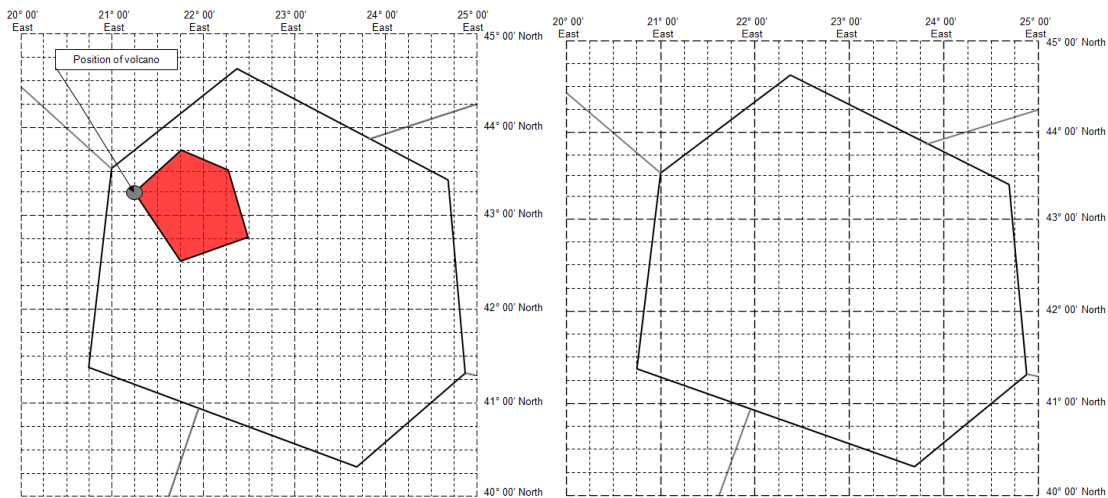 20° 00'
East
21° 00'
East
22° 00'
East
23° 00'
East
24° 00'
East
25° 00'
East
45° 00' North
Position of volcano
44° 00' North
43° 00' North
42° 00' North
41° 00' North
40° 00' North
20° 00'
East
21° 00'
East
22° 00'
East
23° 00'
East
24° 00'
East
25° 00'
East
45° 00' North
44° 00' North
43° 00' North
42° 00' North
41° 00' North
40° 00' North